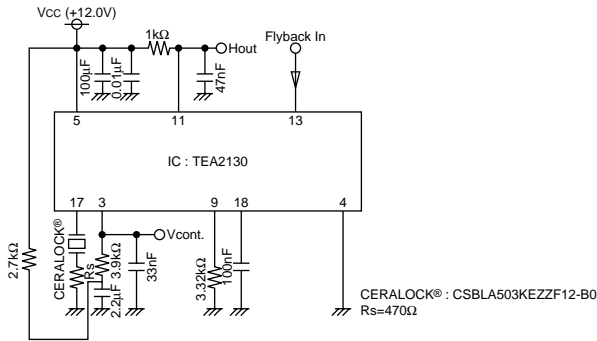 Vcc (+12.0V)
1kΩ
Hout
Flyback In
100µF
0.01µF
47nF
5
11
13
IC : TEA2130
17
3
9
18
4
Vcont.
2.7kΩ
CERALOCK®
Rs
3.9kΩ
2.2µF
33nF
3.32kΩ
100nF
CERALOCK® : CSBLA503KEZZF12-B0
Rs=470Ω